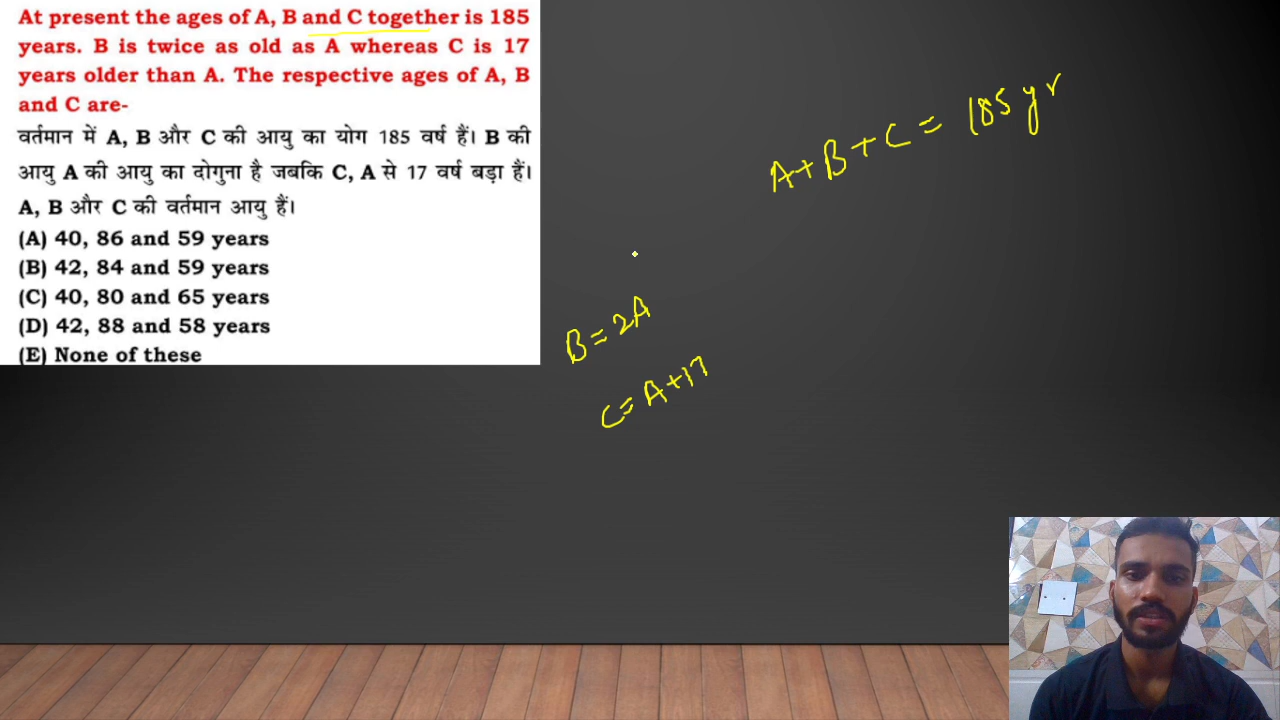 At present the ages of A, B and C together is 185
years. B is twice as old as A whereas C is 17
years older than A. The respective ages of A, B
and C are-
वर्तमान में A, B और C की आयु का योग 185 वर्ष हैं। B की
आयु A की आयु का दोगुना है जबकि C, A से 17 वर्ष बड़ा हैं।
A, B और C की वर्तमान आयु हैं।
(A) 40, 86 and 59 years
(B) 42, 84 and 59 years
(C) 40, 80 and 65 years
(D) 42, 88 and 58 years
(E) None of these
A+B+C = 185 yr
B=2A
C=A+17